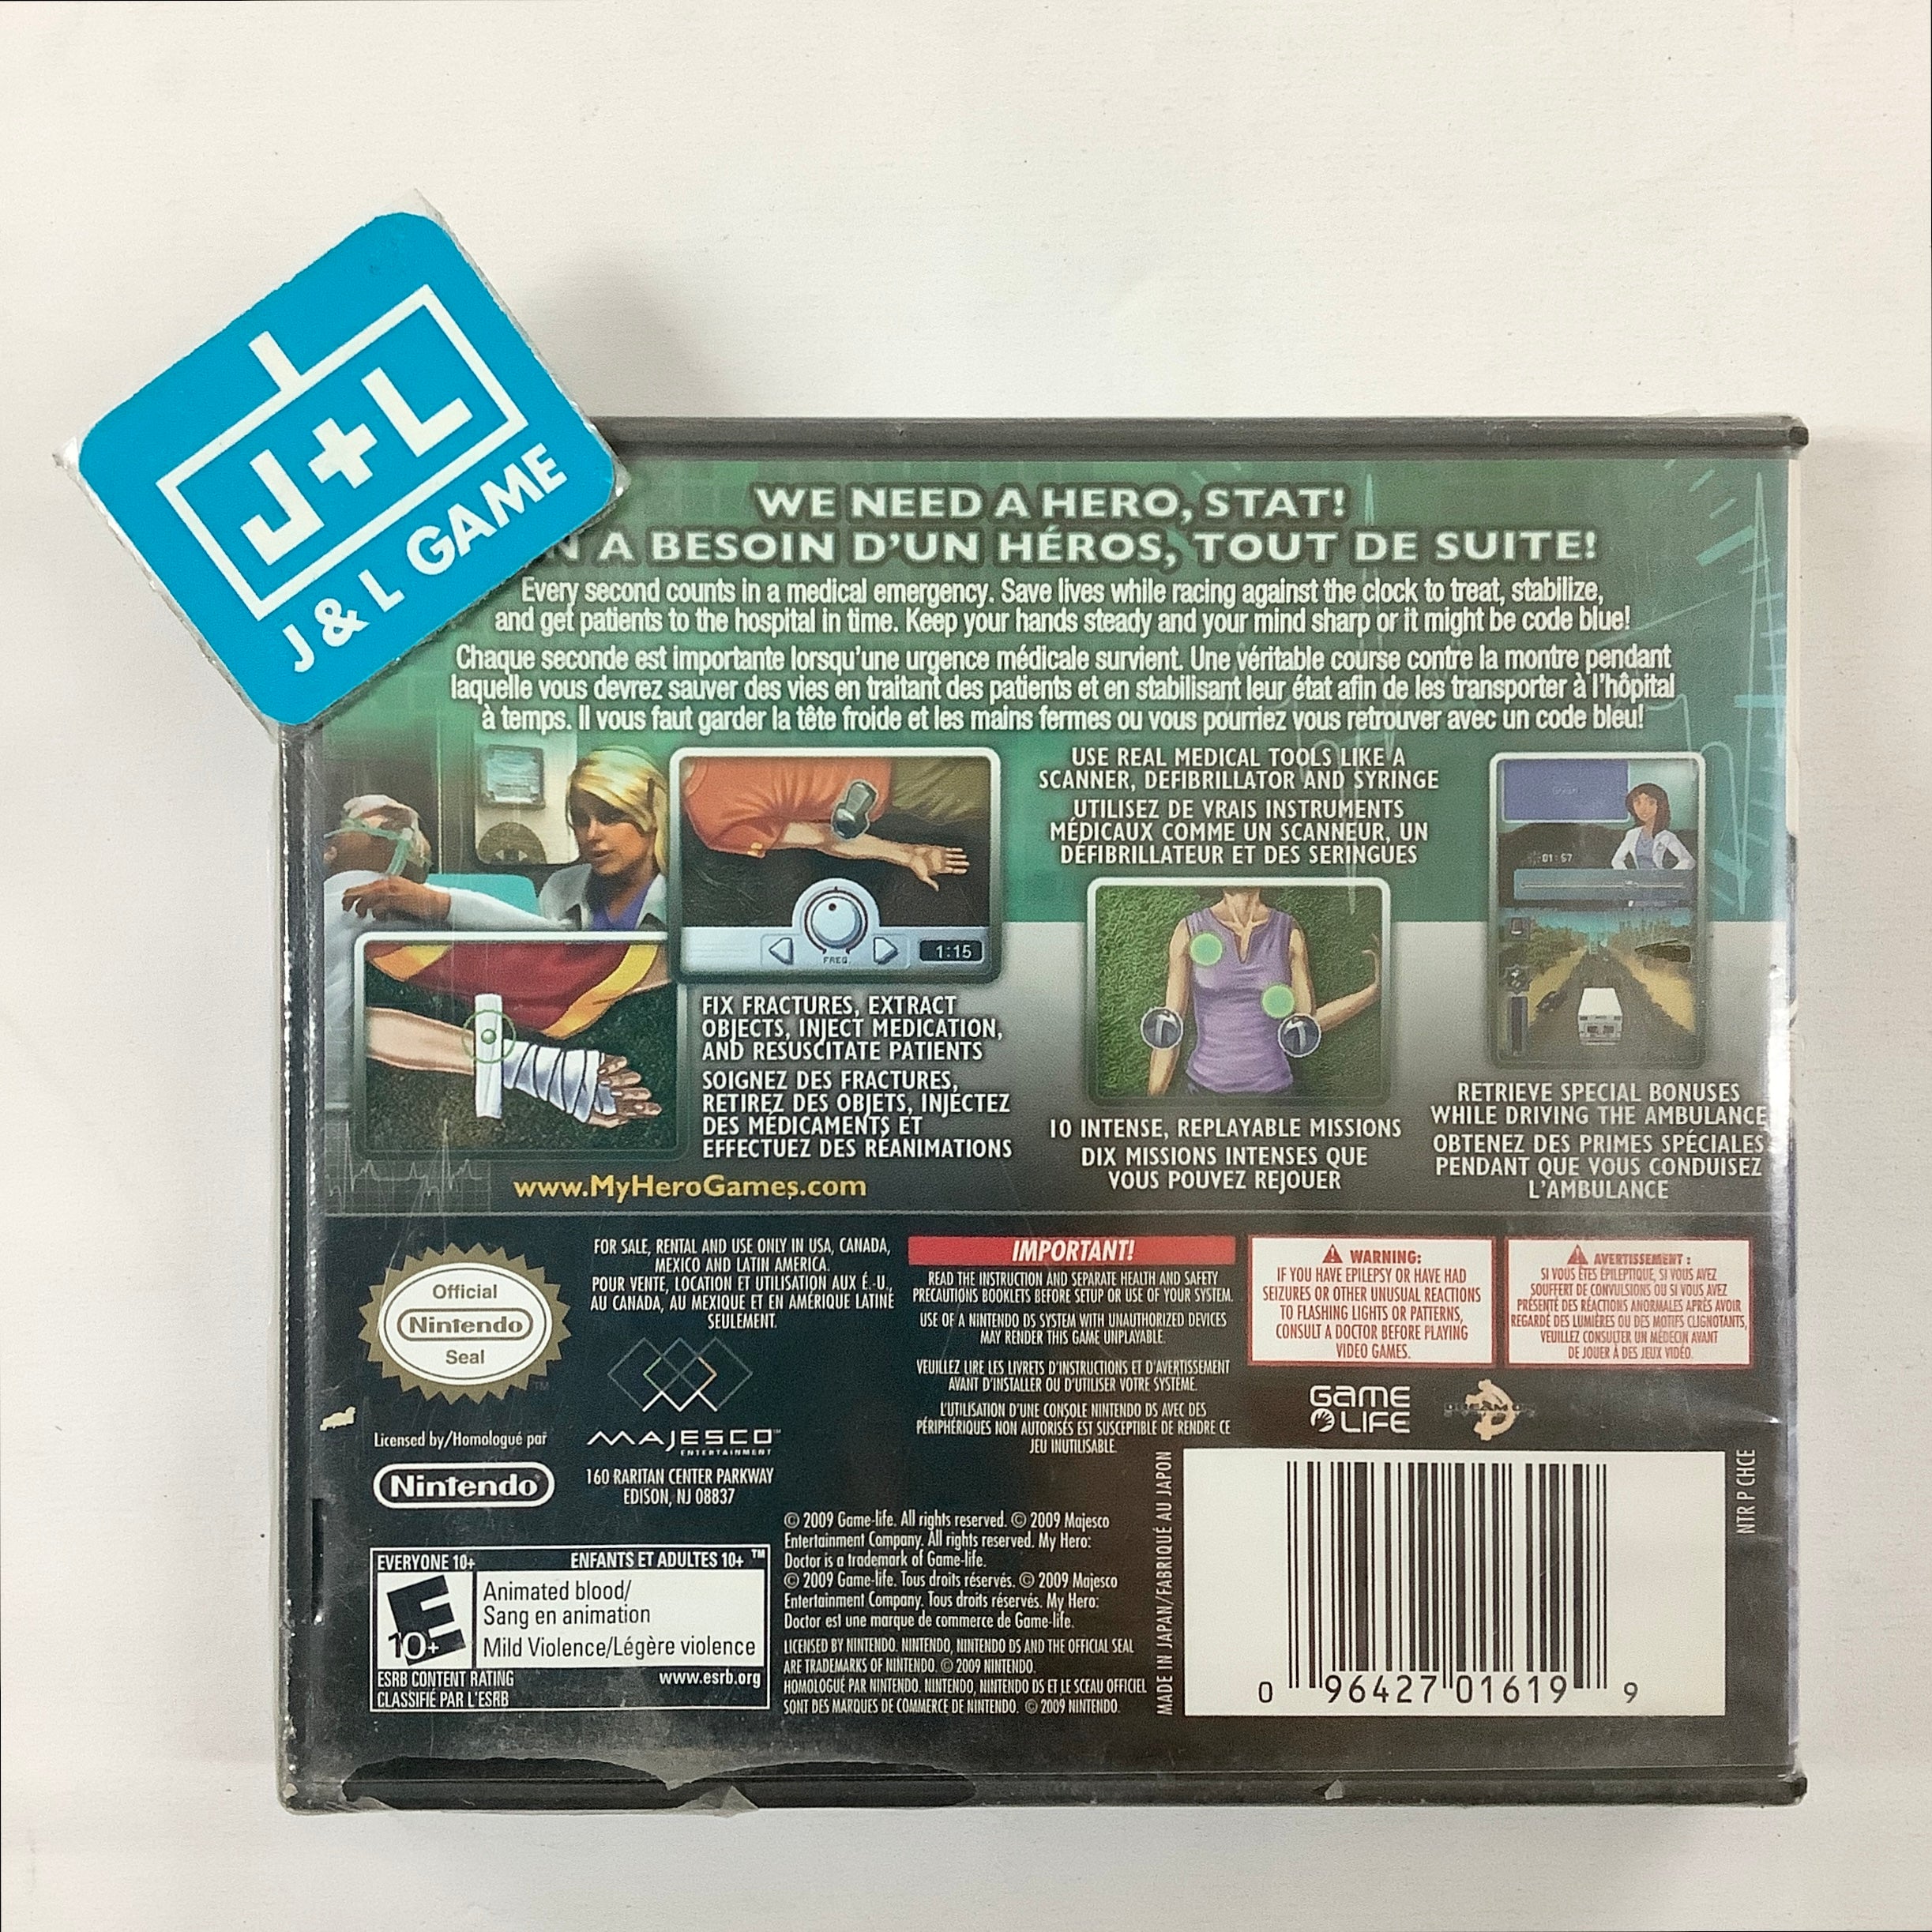 J+L
J & L GAME
WE NEED A HERO, STAT!
N A BESOIN D'UN HÉROS, TOUT DE SUITE!
Every second counts in a medical emergency. Save lives while racing against the clock to treat, stabilize,
and get patients to the hospital in time. Keep your hands steady and your mind sharp or it might be code blue!
Chaque seconde est importante lorsqu'une urgence médicale survient. Une véritable course contre la montre pendant
laquelle vous devrez sauver des vies en traitant des patients et en stabilisant leur état afin de les transporter à l'hôpital
à temps. Il vous faut garder la tête froide et les mains fermes ou vous pourriez vous retrouver avec un code bleu!
FREQ.
1:15
FIX FRACTURES, EXTRACT
OBJECTS, INJECT MEDICATION,
AND RESUSCITATE PATIENTS
SOIGNEZ DES FRACTURES,
RETIREZ DES OBJETS, INJECTEZ
DES MÉDICAMENTS ET
EFFECTUEZ DES RÉANIMATIONS
USE REAL MEDICAL TOOLS LIKE A
SCANNER, DEFIBRILLATOR AND SYRINGE
UTILISEZ DE VRAIS INSTRUMENTS
MÉDICAUX COMME UN SCANNEUR, UN
DÉFIBRILLATEUR ET DES SERINGUES
10 INTENSE, REPLAYABLE MISSIONS
DIX MISSIONS INTENSES QUE
VOUS POUVEZ REJOUER
01:57
RETRIEVE SPECIAL BONUSES
WHILE DRIVING THE AMBULANCE
OBTENEZ DES PRIMES SPÉCIALES
PENDANT QUE VOUS CONDUISEZ
L'AMBULANCE
www.MyHeroGames.com
Official
Nintendo
Seal
TM
Licensed by/Homologué par
Nintendo
FOR SALE, RENTAL AND USE ONLY IN USA, CANADA,
MEXICO AND LATIN AMERICA.
POUR VENTE, LOCATION ET UTILISATION AUX É.-U.,
AU CANADA, AU MEXIQUE ET EN AMÉRIQUE LATINE
SEULEMENT.
MAJESCO™
ENTERTAINMENT
160 RARITAN CENTER PARKWAY
EDISON, NJ 08837
IMPORTANT!
READ THE INSTRUCTION AND SEPARATE HEALTH AND SAFETY
PRECAUTIONS BOOKLETS BEFORE SETUP OR USE OF YOUR SYSTEM.
USE OF A NINTENDO DS SYSTEM WITH UNAUTHORIZED DEVICES
MAY RENDER THIS GAME UNPLAYABLE.
VEUILLEZ LIRE LES LIVRETS D'INSTRUCTIONS ET D'AVERTISSEMENT
AVANT D'INSTALLER OU D'UTILISER VOTRE SYSTÈME.
L'UTILISATION D'UNE CONSOLE NINTENDO DS AVEC DES
PÉRIPHÉRIQUES NON AUTORISÉS EST SUSCEPTIBLE DE RENDRE CE
JEU INUTILISABLE.
WARNING:
IF YOU HAVE EPILEPSY OR HAVE HAD
SEIZURES OR OTHER UNUSUAL REACTIONS
TO FLASHING LIGHTS OR PATTERNS,
CONSULT A DOCTOR BEFORE PLAYING
VIDEO GAMES.
AVERTISSEMENT :
SI VOUS ÊTES ÉPILEPTIQUE, SI VOUS AVEZ
SOUFFERT DE CONVULSIONS OU SI VOUS AVEZ
PRÉSENTÉ DES RÉACTIONS ANORMALES APRÈS AVOIR
REGARDÉ DES LUMIÈRES OU DES MOTIFS CLIGNOTANTS,
VEUILLEZ CONSULTER UN MÉDECIN AVANT
DE JOUER À DES JEUX VIDÉO.
GAME
LIFE
EVERYONE 10+ ENFANTS ET ADULTES 10+ ™
E
10+
Animated blood/
Sang en animation
Mild Violence/Légère violence
ESRB CONTENT RATING www.esrb.org
CLASSIFIÉ PAR L'ESRB
© 2009 Game-life. All rights reserved. © 2009 Majesco
Entertainment Company. All rights reserved. My Hero:
Doctor is a trademark of Game-life.
© 2009 Game-life. Tous droits réservés. © 2009 Majesco
Entertainment Company. Tous droits réservés. My Hero:
Doctor est une marque de commerce de Game-life.
LICENSED BY NINTENDO. NINTENDO, NINTENDO DS AND THE OFFICIAL SEAL
ARE TRADEMARKS OF NINTENDO. © 2009 NINTENDO.
HOMOLOGUÉ PAR NINTENDO. NINTENDO, NINTENDO DS ET LE SCEAU OFFICIEL
SONT DES MARQUES DE COMMERCE DE NINTENDO. © 2009 NINTENDO.
MADE IN JAPAN/FABRIQUÉ AU JAPON
0 96427 01619 9
NTR P CHCE